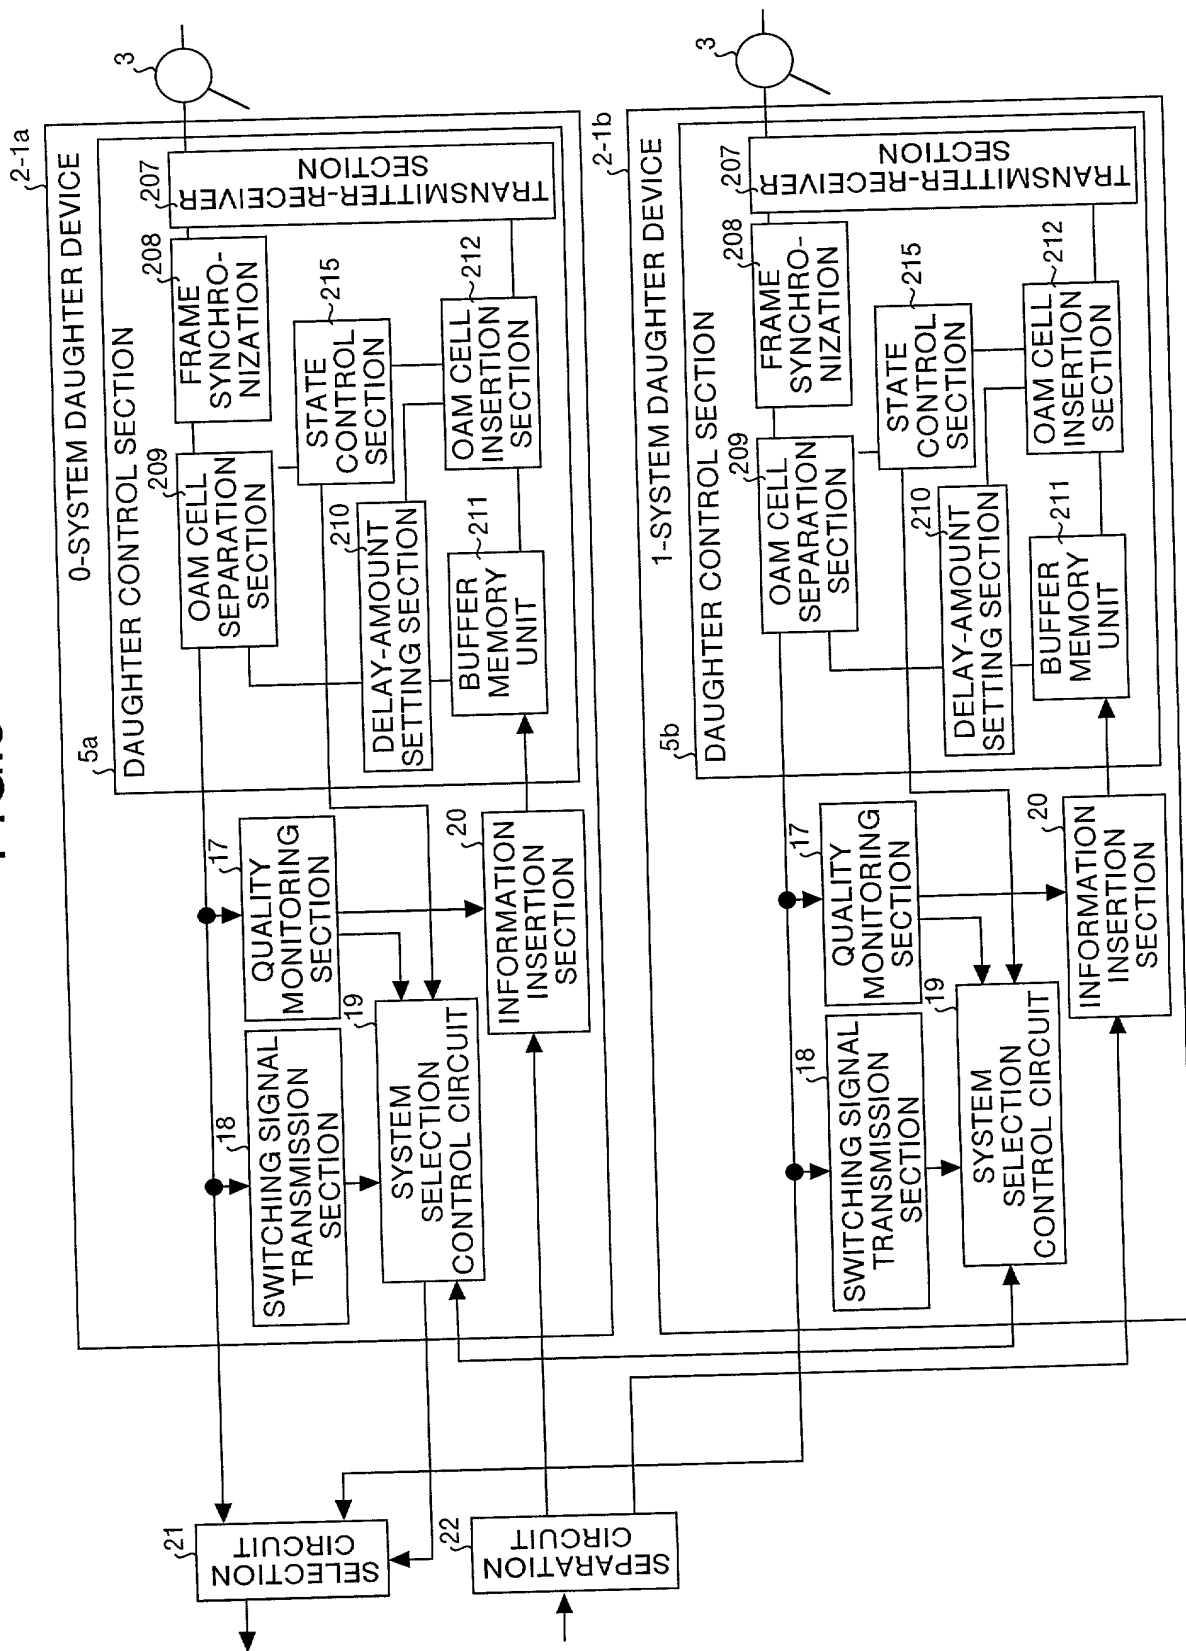 0-SYSTEM DAUGHTER DEVICE
2-1a
5a
DAUGHTER CONTROL SECTION
3
21
SELECTION
CIRCUIT
22
SEPARATION
CIRCUIT
18
SWITCHING SIGNAL
TRANSMISSION
SECTION
17
QUALITY
MONITORING
SECTION
19
SYSTEM
SELECTION
CONTROL CIRCUIT
20
INFORMATION
INSERTION
SECTION
209
OAM CELL
SEPARATION
SECTION
208
FRAME
SYNCHRO-
NIZATION
207
TRANSMITTER-RECEIVER
SECTION
210
DELAY-AMOUNT
SETTING SECTION
215
STATE
CONTROL
SECTION
211
BUFFER
MEMORY
UNIT
212
OAM CELL
INSERTION
SECTION
1-SYSTEM DAUGHTER DEVICE
2-1b
5b
DAUGHTER CONTROL SECTION
3
18
SWITCHING SIGNAL
TRANSMISSION
SECTION
17
QUALITY
MONITORING
SECTION
19
SYSTEM
SELECTION
CONTROL CIRCUIT
20
INFORMATION
INSERTION
SECTION
209
OAM CELL
SEPARATION
SECTION
208
FRAME
SYNCHRO-
NIZATION
207
TRANSMITTER-RECEIVER
SECTION
210
DELAY-AMOUNT
SETTING SECTION
215
STATE
CONTROL
SECTION
211
BUFFER
MEMORY
UNIT
212
OAM CELL
INSERTION
SECTION